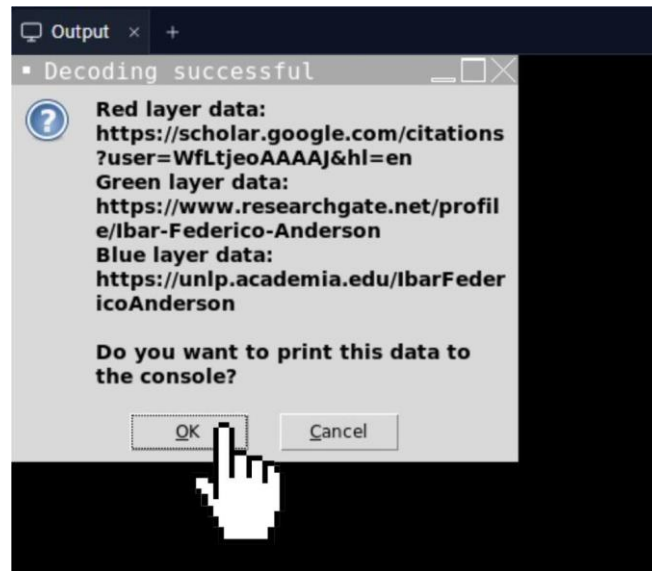 Output × +
Decoding successful
Red layer data:
https://scholar.google.com/citations
?user=WfLtjeoAAAAJ&hl=en
Green layer data:
https://www.researchgate.net/profil
e/Ibar-Federico-Anderson
Blue layer data:
https://unlp.academia.edu/IbarFeder
icoAnderson
Do you want to print this data to
the console?
OK Cancel